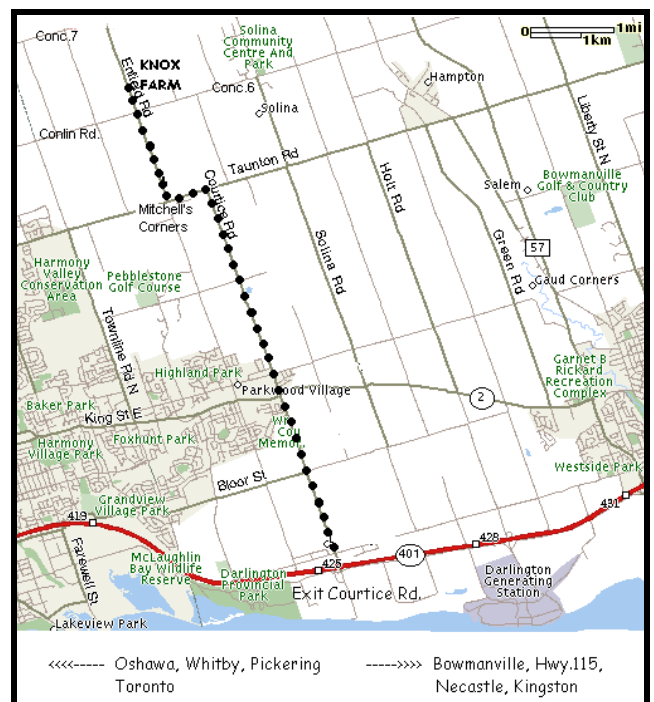 Conc.7
Solina
Community
Centre And
Park
0
1mi
1km
KNOX
FARM
Enfield Rd
Conc.6
Hampton
Solina
Liberty St N
Conlin Rd.
Taunton Rd
Holt Rd
Courtice Rd
Salem
Bowmanville
Golf & Country
Club
Mitchell's
Corners
Solina Rd
Green Rd
57
Harmony
Valley
Conservation
Area
Pebblestone
Golf Course
Gaud Corners
Townline Rd N
Highland Park
Parkwood Village
Garnet B
Rickard
Recreation
Complex
2
Baker Park
King St E
Foxhunt Park
Harmony
Village Park
Memor.
Westside Park
Bloor St
Grandview
Village Park
419
431
428
401
425
Farewell St
McLaughlin
Bay Wildlife
Reserve
Darlington
Provincial
Park
Exit Courtice Rd.
Darlington
Generating
Station
Lakeview Park
<<<<----- Oshawa, Whitby, Pickering
Toronto
----->>>> Bowmanville, Hwy.115,
Necastle, Kingston